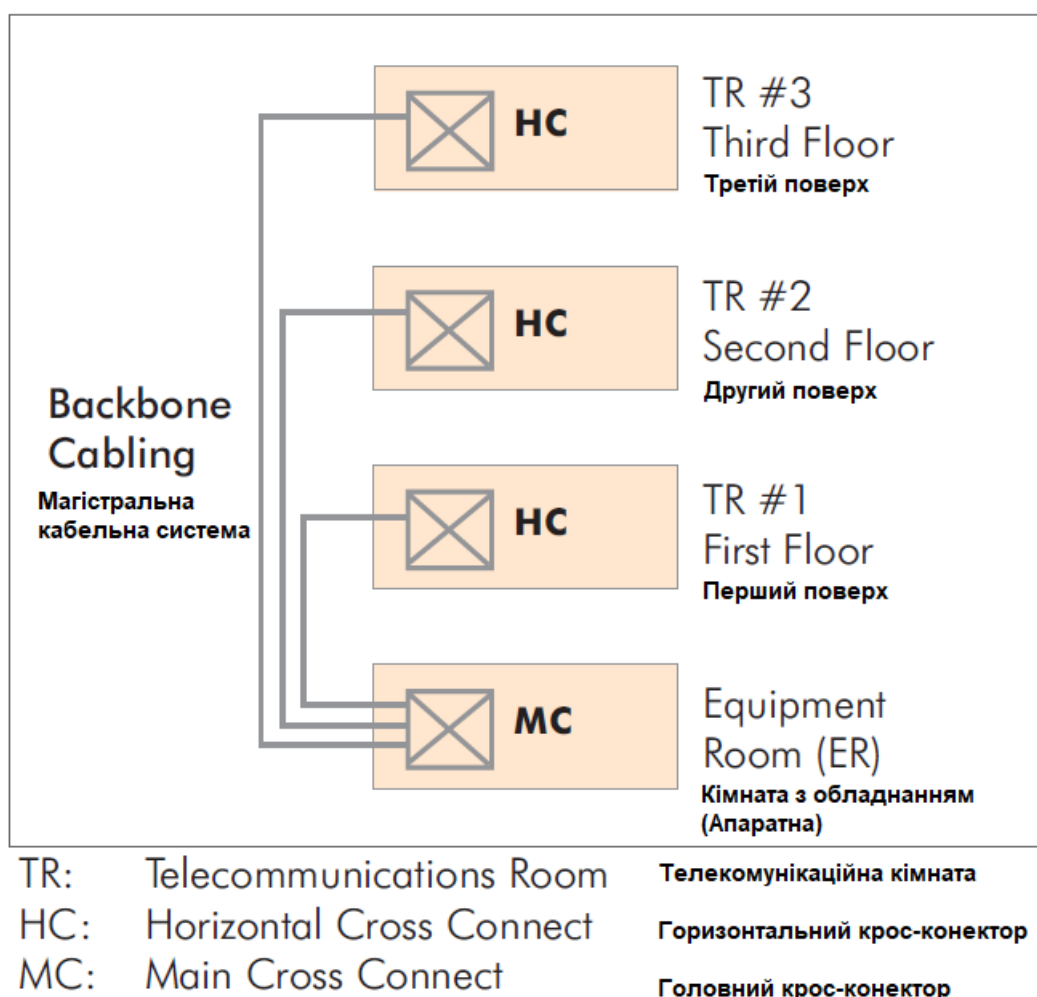 HC
TR #3
Third Floor
Третій поверх
HC
TR #2
Second Floor
Другий поверх
Backbone
Cabling
Магістральна
кабельна система
HC
TR #1
First Floor
Перший поверх
MC
Equipment
Room (ER)
Кімната з обладнанням
(Апаратна)
TR: Telecommunications Room Телекомунікаційна кімната
HC: Horizontal Cross Connect Горизонтальний крос-конектор
MC: Main Cross Connect Головний крос-конектор